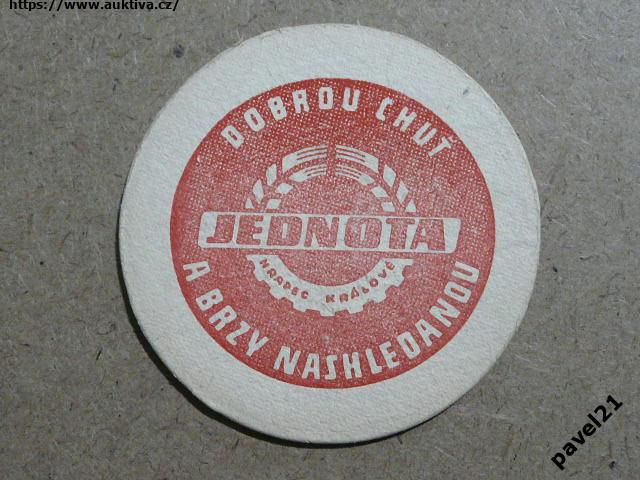 https://www.auktiva.cz/
DOBROU CHUŤ
JEDNOTA
HRADEC KRÁLOVÉ
A BRZY NASHLEDANOU
pavel21